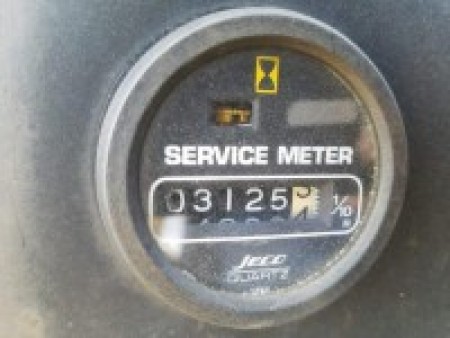 SERVICE METER
03125 1/10
Jeco
QUARTZ